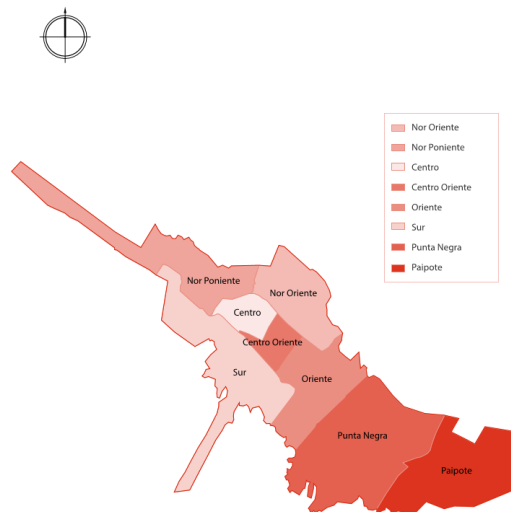 Nor Oriente
Nor Poniente
Centro
Centro Oriente
Oriente
Sur
Punta Negra
Paipote
Nor Poniente
Nor Oriente
Centro
Centro Oriente
Sur
Oriente
Punta Negra
Paipote